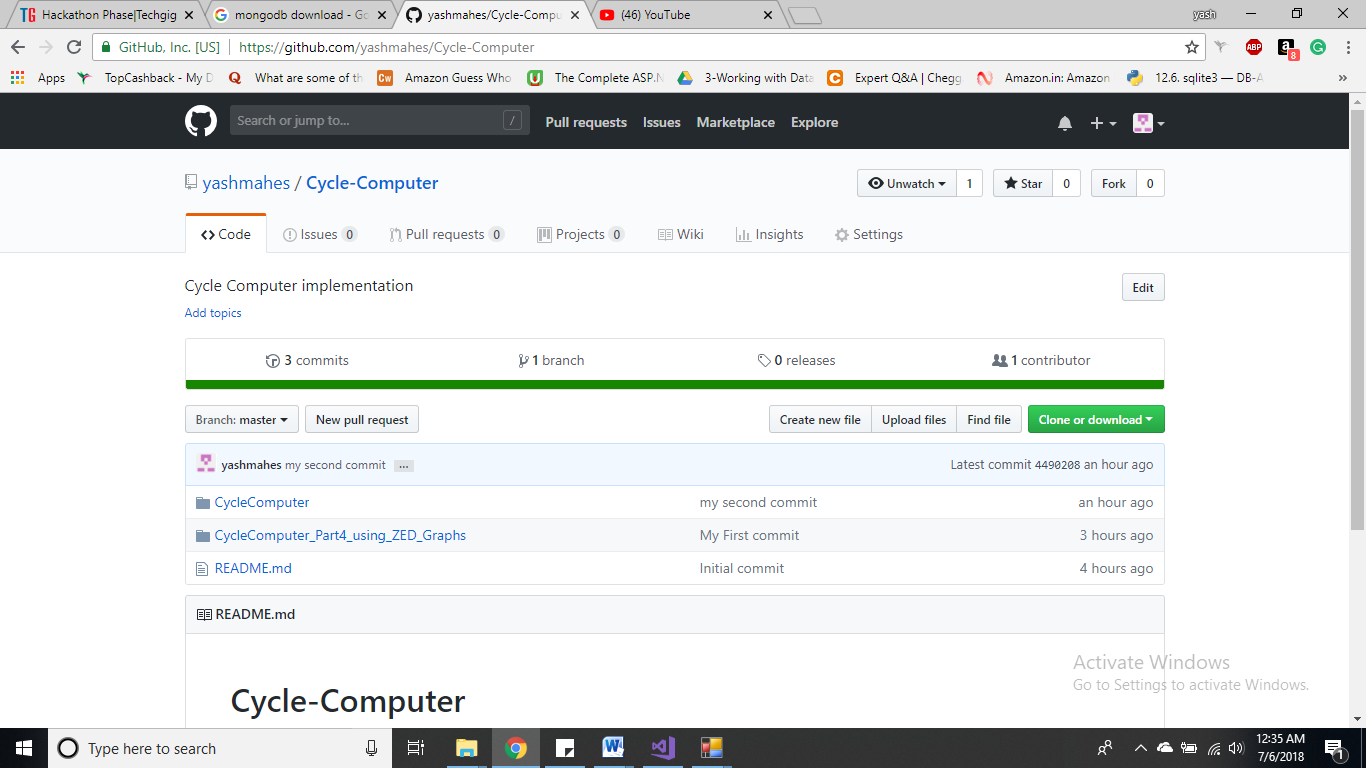 Hackathon Phase|Techgig
mongodb download - Go
yashmahes/Cycle-Compu
(46) YouTube
yash
GitHub, Inc. [US] https://github.com/yashmahes/Cycle-Computer
ABP
a
8
G
Apps
TopCashback - My D
Q
What are some of th
Cw
Amazon Guess Who
U
The Complete ASP.N
3-Working with Data
C
Expert Q&A | Chegg
Amazon.in: Amazon
12.6. sqlite3 — DB-A
»
Search or jump to... /
Pull requests Issues Marketplace Explore
yashmahes / Cycle-Computer
Unwatch 1 Star 0 Fork 0
Code Issues 0 Pull requests 0 Projects 0 Wiki Insights Settings
Cycle Computer implementation
Edit
Add topics
3 commits 1 branch 0 releases 1 contributor
Branch: master New pull request Create new file Upload files Find file Clone or download
yashmahes my second commit ... Latest commit 4490208 an hour ago
CycleComputer my second commit an hour ago
CycleComputer_Part4_using_ZED_Graphs My First commit 3 hours ago
README.md Initial commit 4 hours ago
README.md
Cycle-Computer
Activate Windows
Go to Settings to activate Windows.
Type here to search
12:35 AM
7/6/2018
1